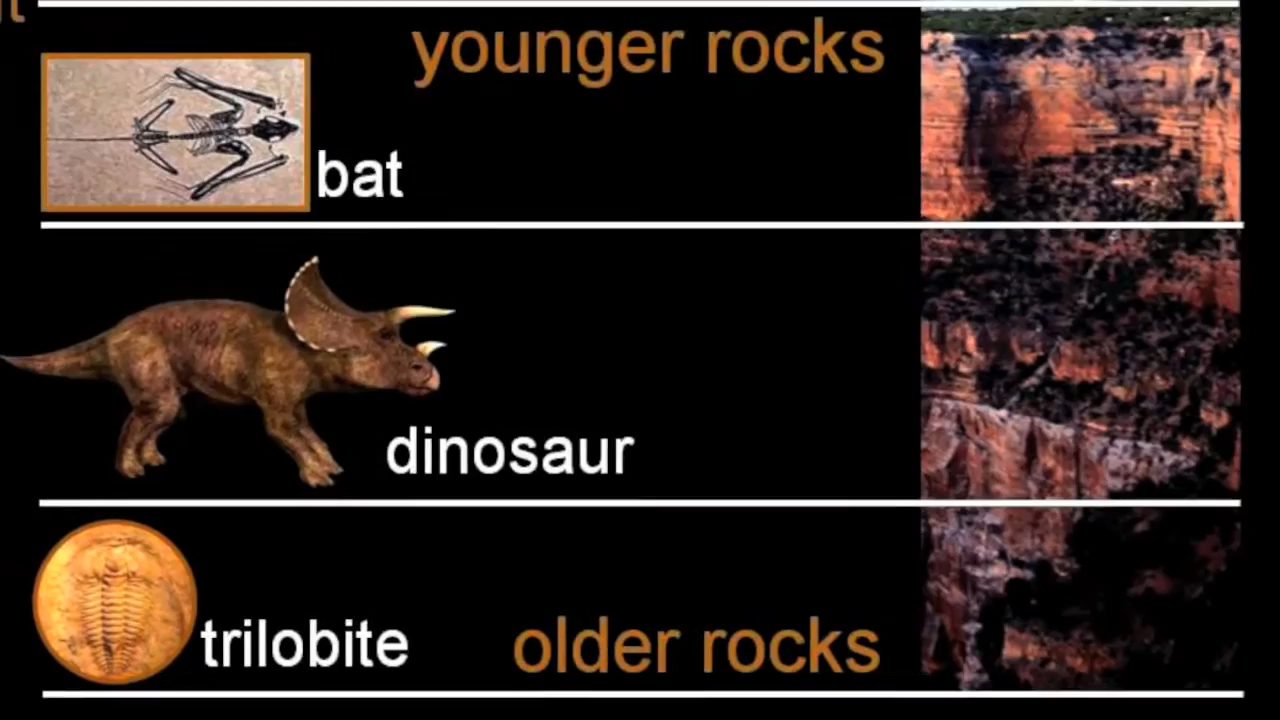 younger rocks
bat
dinosaur
trilobite
older rocks